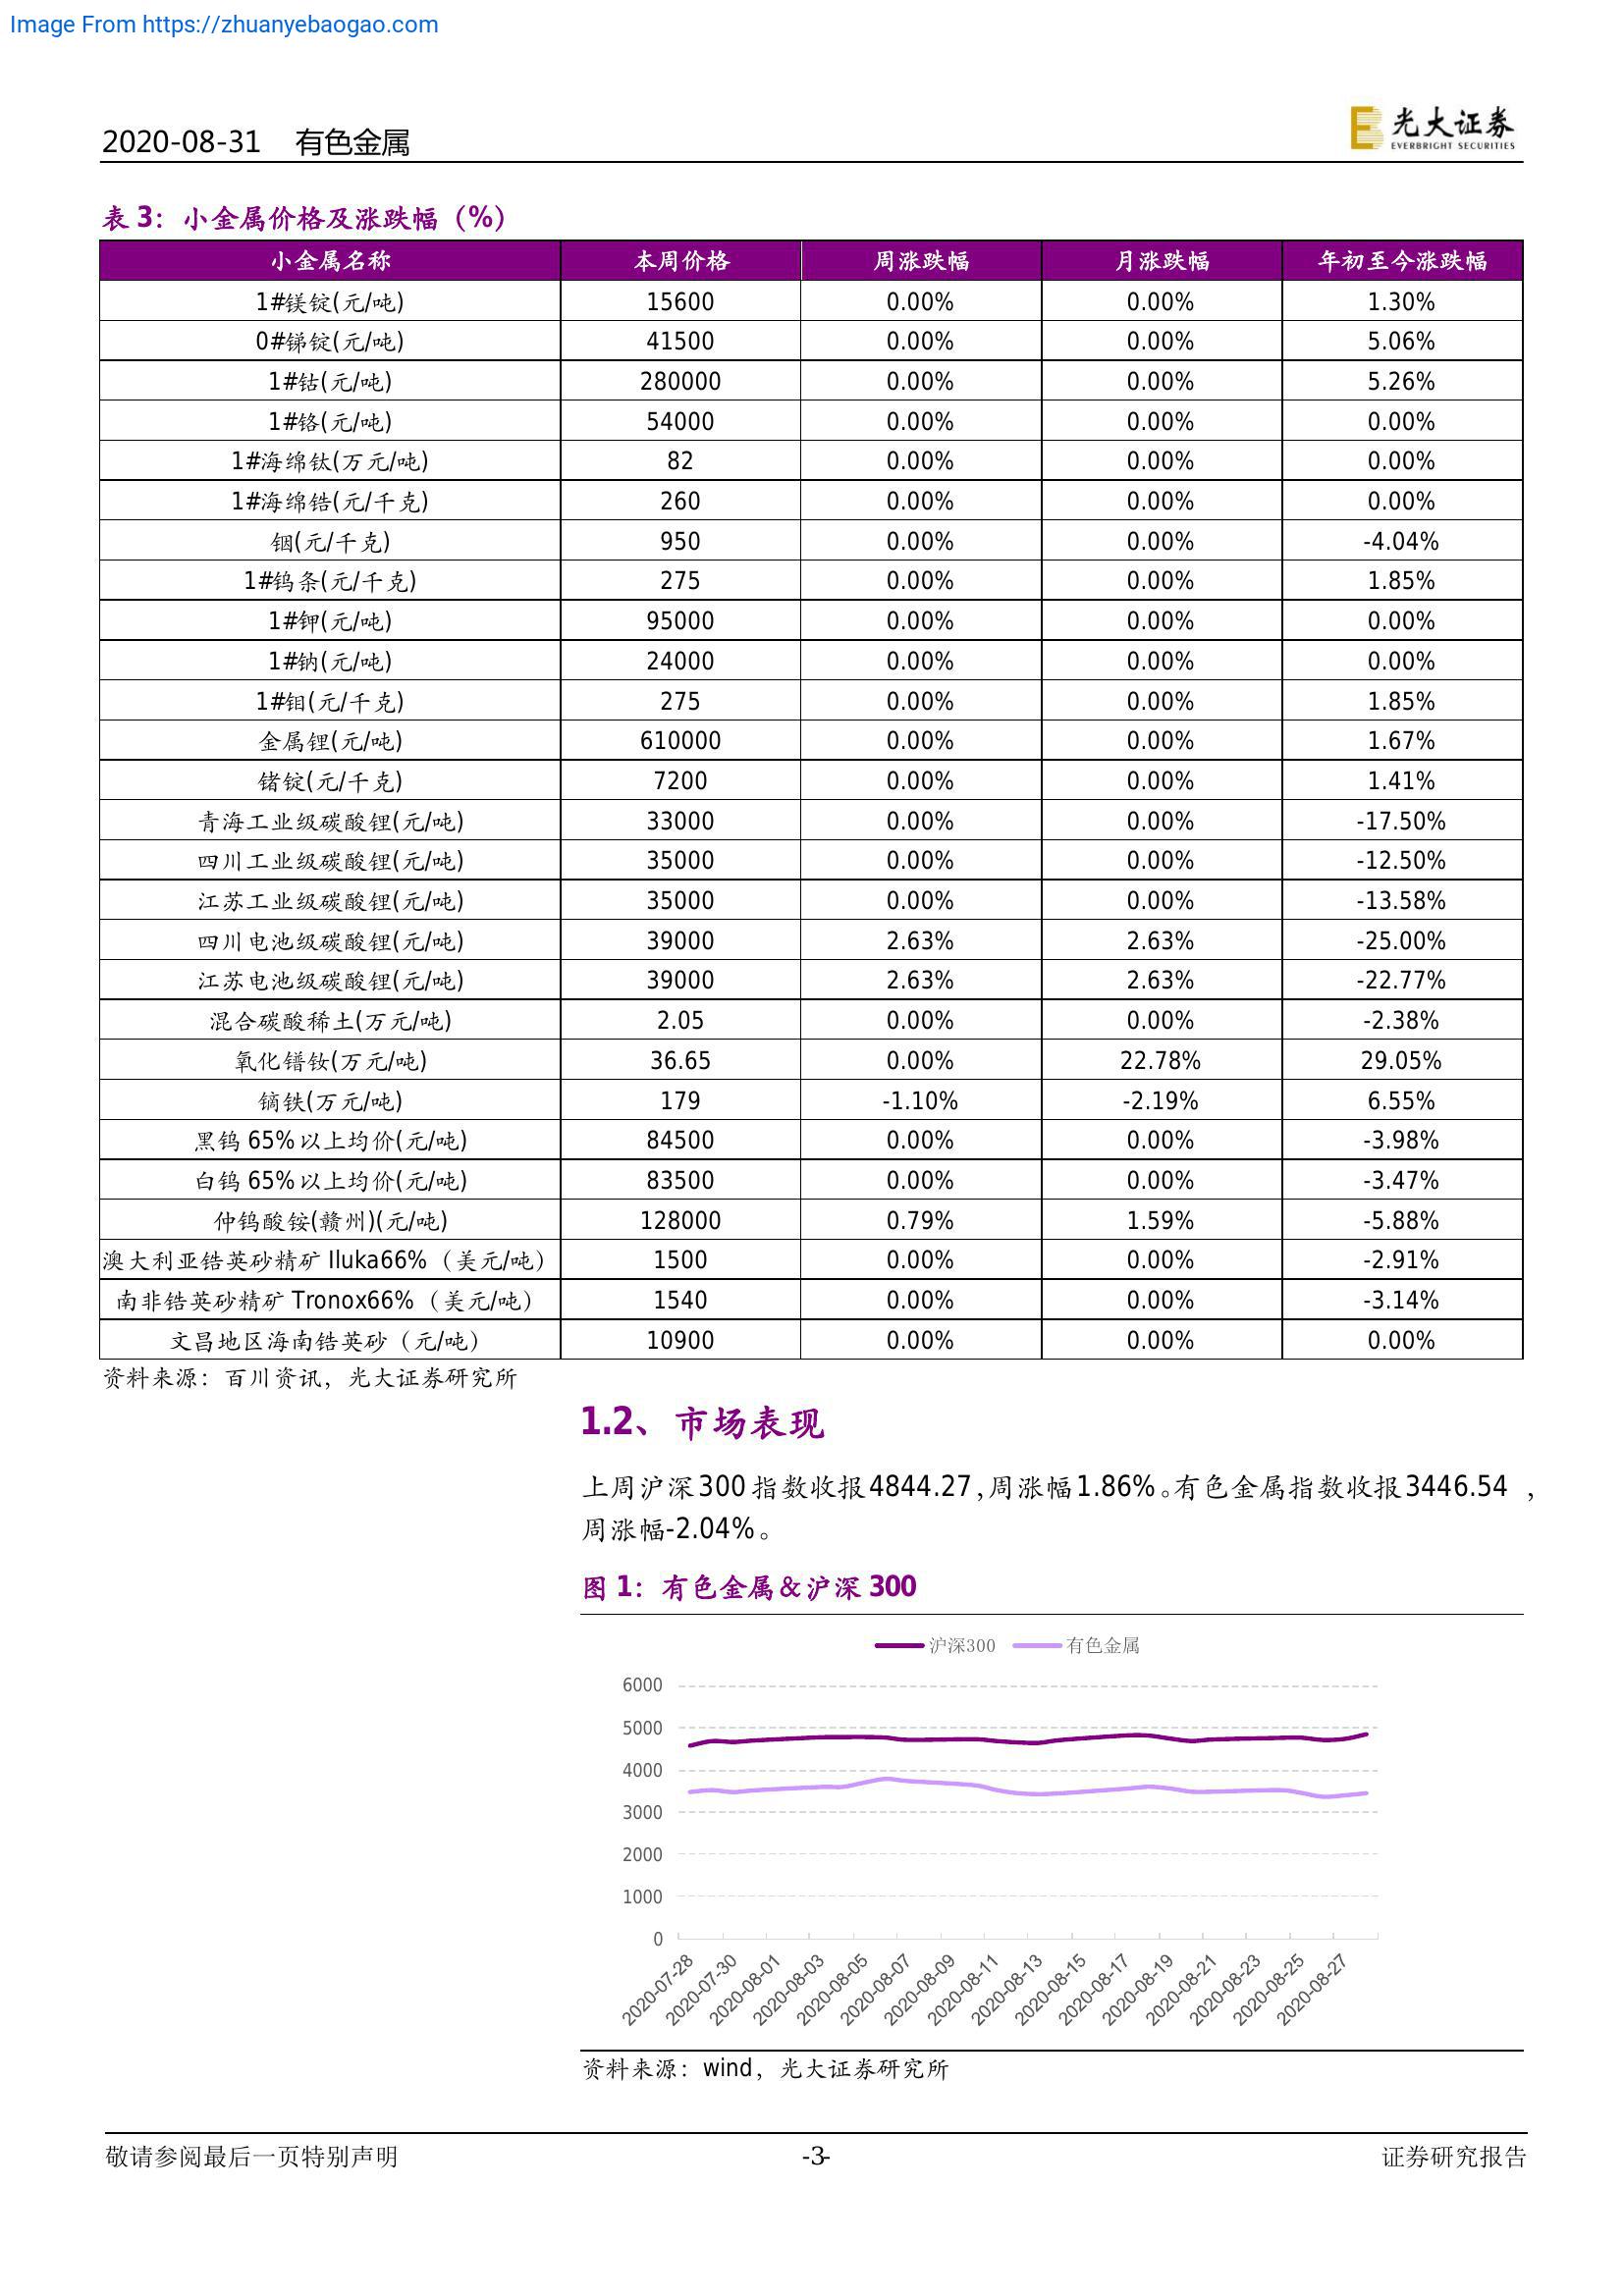 Image From https://zhuanyebaogao.com
2020-08-31 有色金属
光大证券
EVERBRIGHT SECURITIES
表 3：小金属价格及涨跌幅（%）
小金属名称 本周价格 周涨跌幅 月涨跌幅 年初至今涨跌幅
1#镁锭(元/吨) 15600 0.00% 0.00% 1.30%
0#锑锭(元/吨) 41500 0.00% 0.00% 5.06%
1#钴(元/吨) 280000 0.00% 0.00% 5.26%
1#铬(元/吨) 54000 0.00% 0.00% 0.00%
1#海绵钛(万元/吨) 82 0.00% 0.00% 0.00%
1#海绵锆(元/千克) 260 0.00% 0.00% 0.00%
铟(元/千克) 950 0.00% 0.00% -4.04%
1#钨条(元/千克) 275 0.00% 0.00% 1.85%
1#钾(元/吨) 95000 0.00% 0.00% 0.00%
1#钠(元/吨) 24000 0.00% 0.00% 0.00%
1#钼(元/千克) 275 0.00% 0.00% 1.85%
金属锂(元/吨) 610000 0.00% 0.00% 1.67%
锗锭(元/千克) 7200 0.00% 0.00% 1.41%
青海工业级碳酸锂(元/吨) 33000 0.00% 0.00% -17.50%
四川工业级碳酸锂(元/吨) 35000 0.00% 0.00% -12.50%
江苏工业级碳酸锂(元/吨) 35000 0.00% 0.00% -13.58%
四川电池级碳酸锂(元/吨) 39000 2.63% 2.63% -25.00%
江苏电池级碳酸锂(元/吨) 39000 2.63% 2.63% -22.77%
混合碳酸稀土(万元/吨) 2.05 0.00% 0.00% -2.38%
氧化镨钕(万元/吨) 36.65 0.00% 22.78% 29.05%
镝铁(万元/吨) 179 -1.10% -2.19% 6.55%
黑钨 65%以上均价(元/吨) 84500 0.00% 0.00% -3.98%
白钨 65%以上均价(元/吨) 83500 0.00% 0.00% -3.47%
仲钨酸铵(赣州)(元/吨) 128000 0.79% 1.59% -5.88%
澳大利亚锆英砂精矿 Iluka66%（美元/吨） 1500 0.00% 0.00% -2.91%
南非锆英砂精矿 Tronox66%（美元/吨） 1540 0.00% 0.00% -3.14%
文昌地区海南锆英砂（元/吨） 10900 0.00% 0.00% 0.00%
资料来源：百川资讯，光大证券研究所
1.2、市场表现
上周沪深300指数收报4844.27，周涨幅1.86%。有色金属指数收报3446.54，
周涨幅-2.04%。
图 1：有色金属&沪深 300
沪深300 有色金属
6000
5000
4000
3000
2000
1000
0
2020-07-28 2020-07-30 2020-08-01 2020-08-03 2020-08-05 2020-08-07 2020-08-09 2020-08-11 2020-08-13 2020-08-15 2020-08-17 2020-08-19 2020-08-21 2020-08-23 2020-08-25 2020-08-27
资料来源：wind，光大证券研究所
敬请参阅最后一页特别声明 -3- 证券研究报告